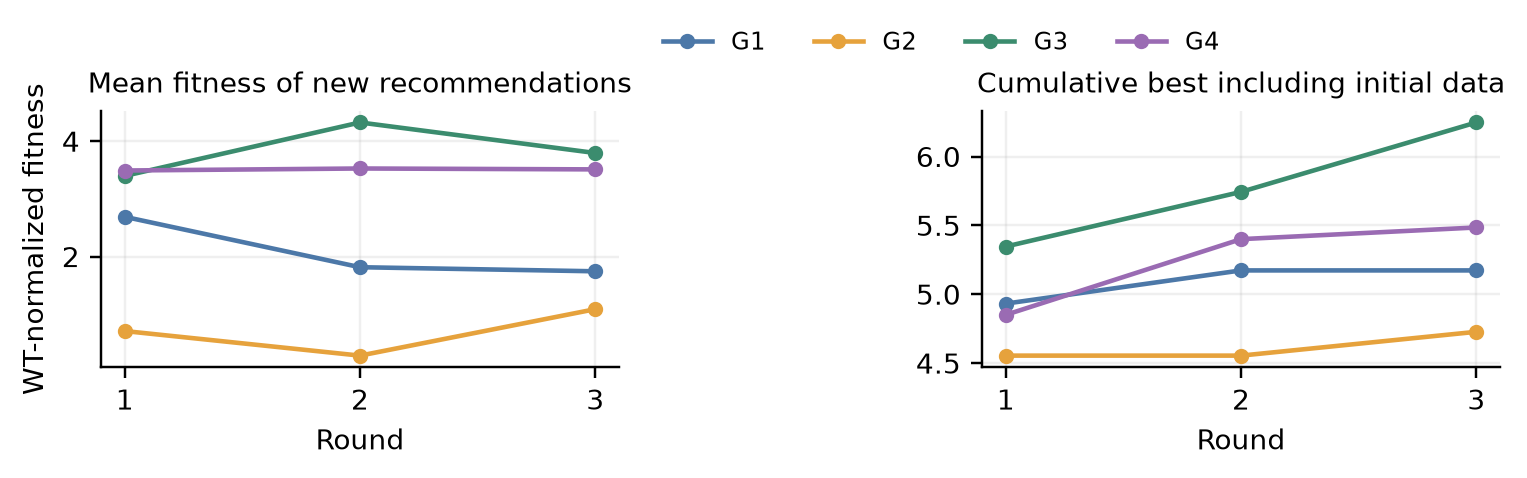 G1 G2 G3 G4
Mean fitness of new recommendations
WT-normalized fitness
4
2
1 2 3
Round
Cumulative best including initial data
6.0
5.5
5.0
4.5
1 2 3
Round